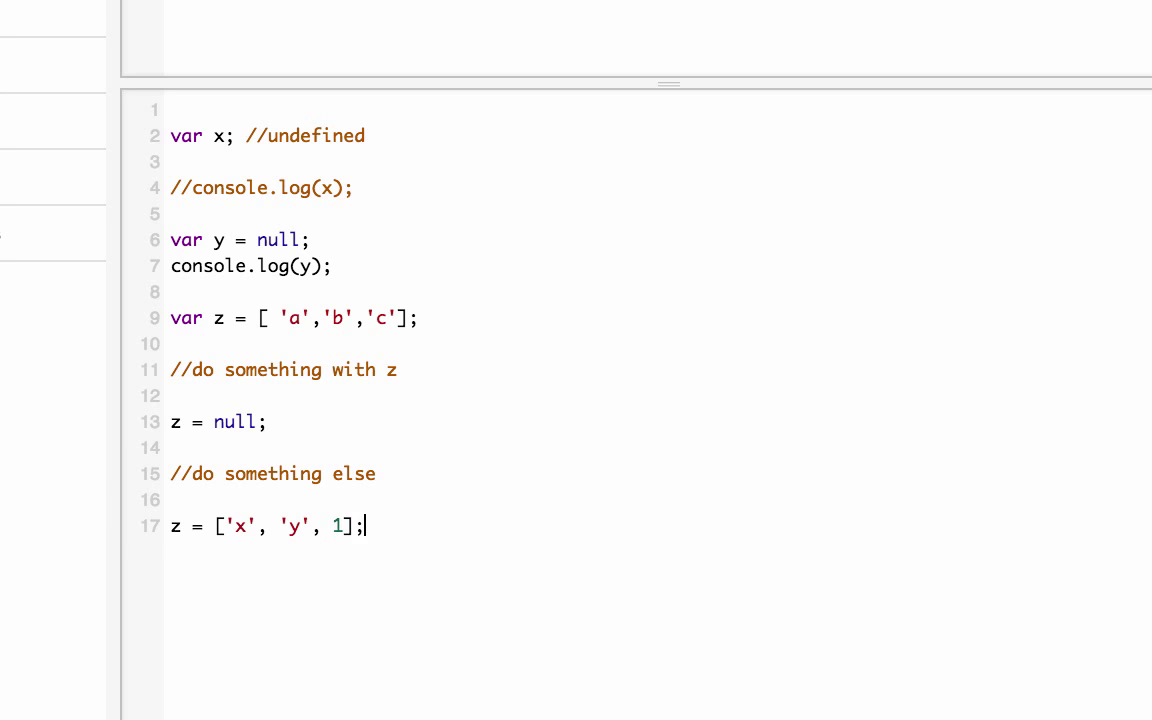 1
2 var x; //undefined
3
4 //console.log(x);
5
6 var y = null;
7 console.log(y);
8
9 var z = [ 'a','b','c'];
10
11 //do something with z
12
13 z = null;
14
15 //do something else
16
17 z = ['x', 'y', 1];